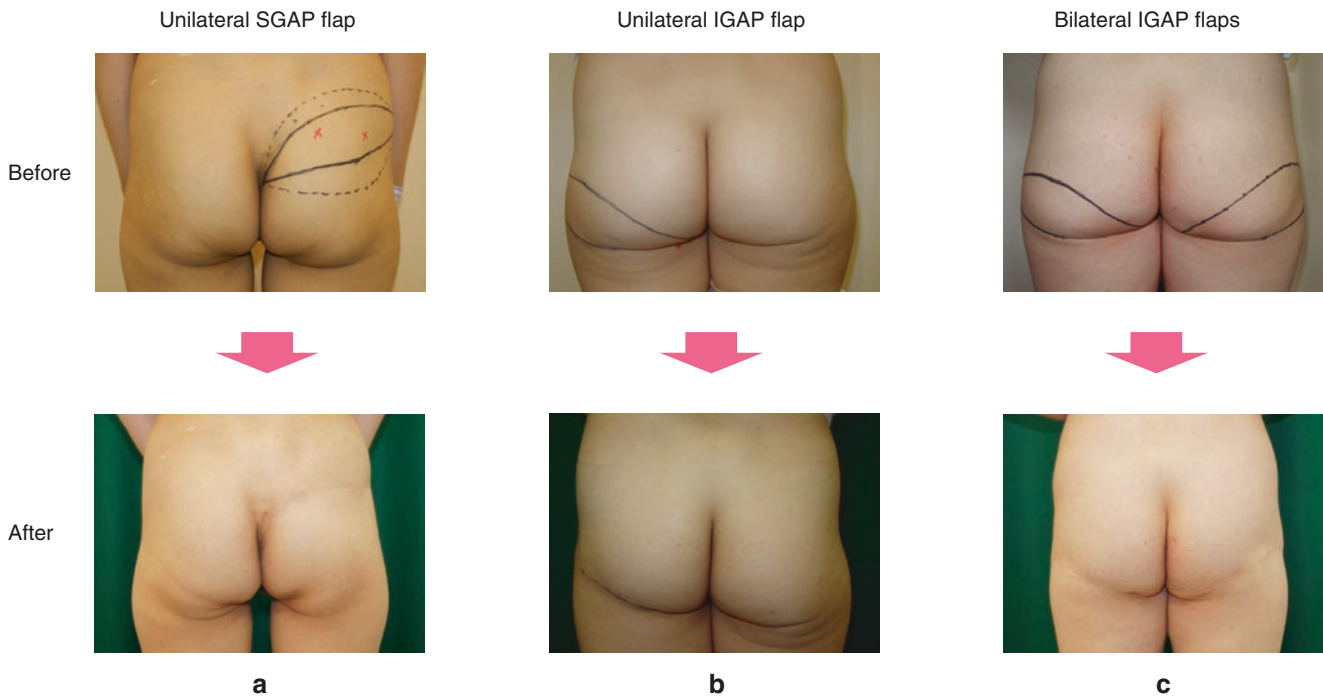 Unilateral SGAP flap
Unilateral IGAP flap
Bilateral IGAP flaps
Before
After
a
b
c